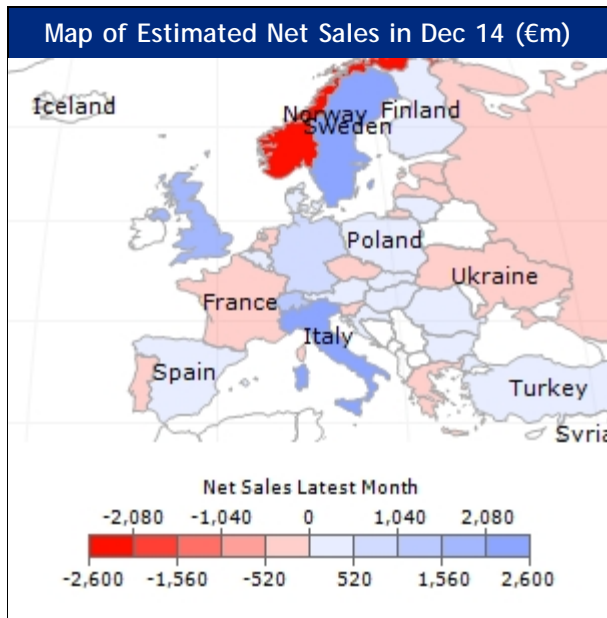 Map of Estimated Net Sales in Dec 14 (€m)
Iceland
Norway
Finland
Sweden
Poland
Ukraine
France
Italy
Spain
Turkey
Syria
Net Sales Latest Month
-2,080 -1,040 0 1,040 2,080
-2,600 -1,560 -520 520 1,560 2,600